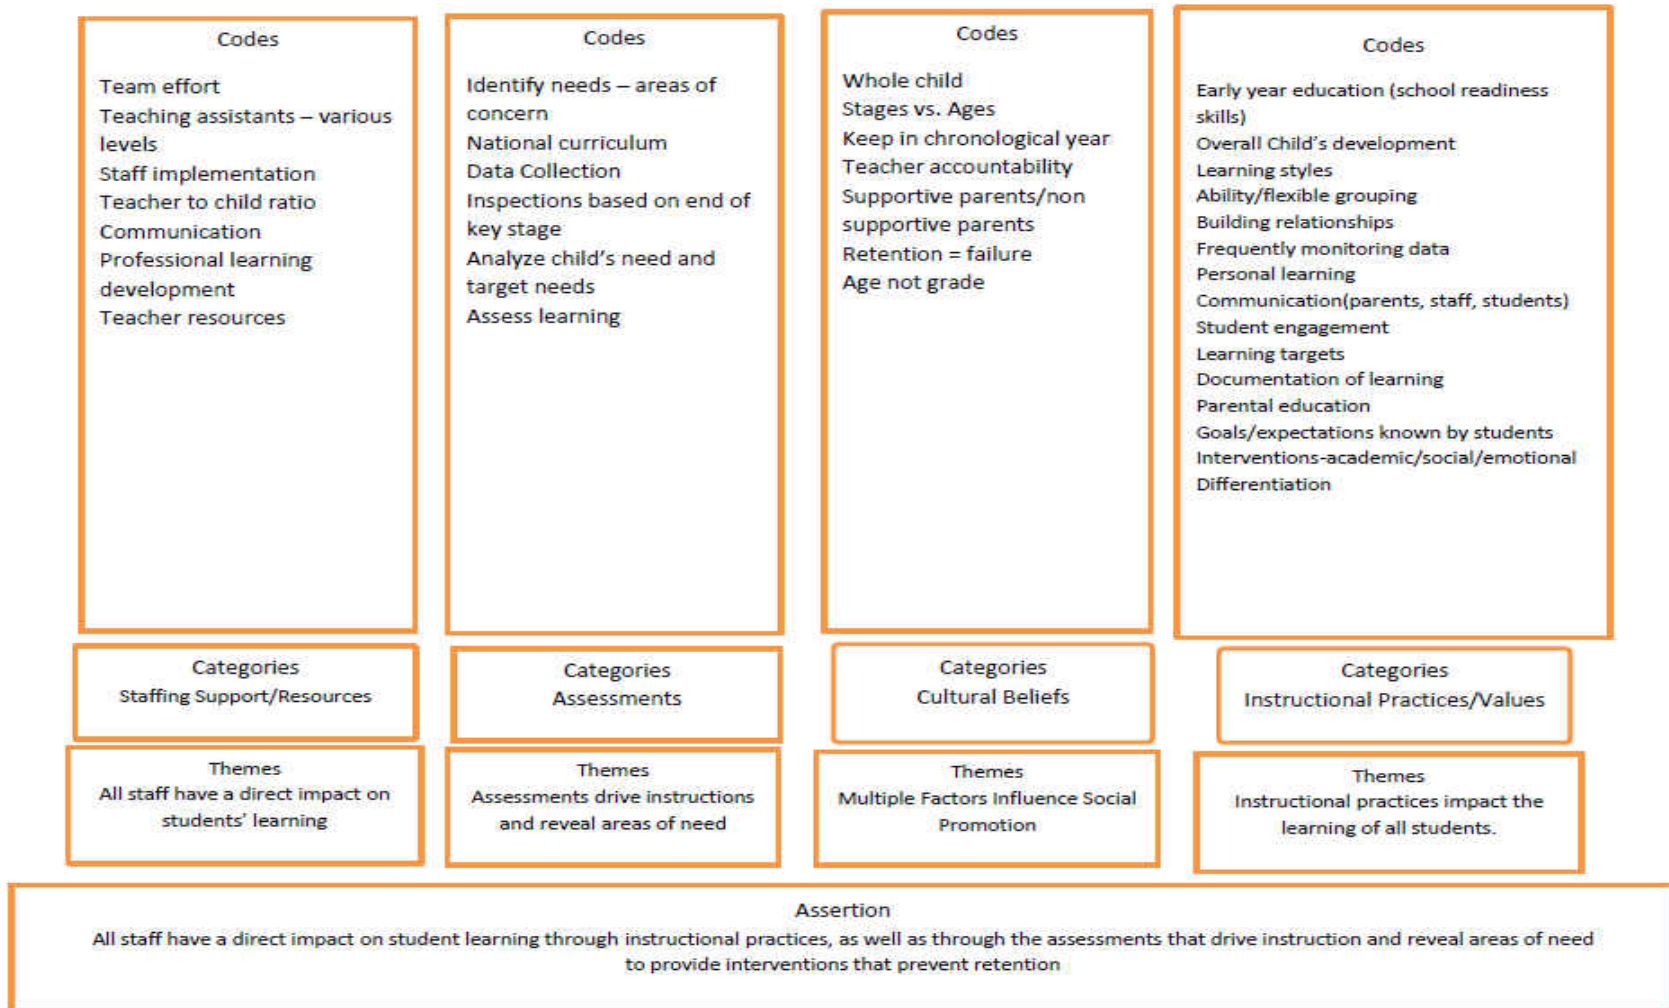 Codes
Team effort
Teaching assistants – various
levels
Staff implementation
Teacher to child ratio
Communication
Professional learning
development
Teacher resources
Codes
Identify needs – areas of
concern
National curriculum
Data Collection
Inspections based on end of
key stage
Analyze child's need and
target needs
Assess learning
Codes
Whole child
Stages vs. Ages
Keep in chronological year
Teacher accountability
Supportive parents/non
supportive parents
Retention = failure
Age not grade
Codes
Early year education (school readiness
skills)
Overall Child's development
Learning styles
Ability/flexible grouping
Building relationships
Frequently monitoring data
Personal learning
Communication(parents, staff, students)
Student engagement
Learning targets
Documentation of learning
Parental education
Goals/expectations known by students
Interventions-academic/social/emotional
Differentiation
Categories
Staffing Support/Resources
Categories
Assessments
Categories
Cultural Beliefs
Categories
Instructional Practices/Values
Themes
All staff have a direct impact on
students' learning
Themes
Assessments drive instructions
and reveal areas of need
Themes
Multiple Factors Influence Social
Promotion
Themes
Instructional practices impact the
learning of all students.
Assertion
All staff have a direct impact on student learning through instructional practices, as well as through the assessments that drive instruction and reveal areas of need
to provide interventions that prevent retention